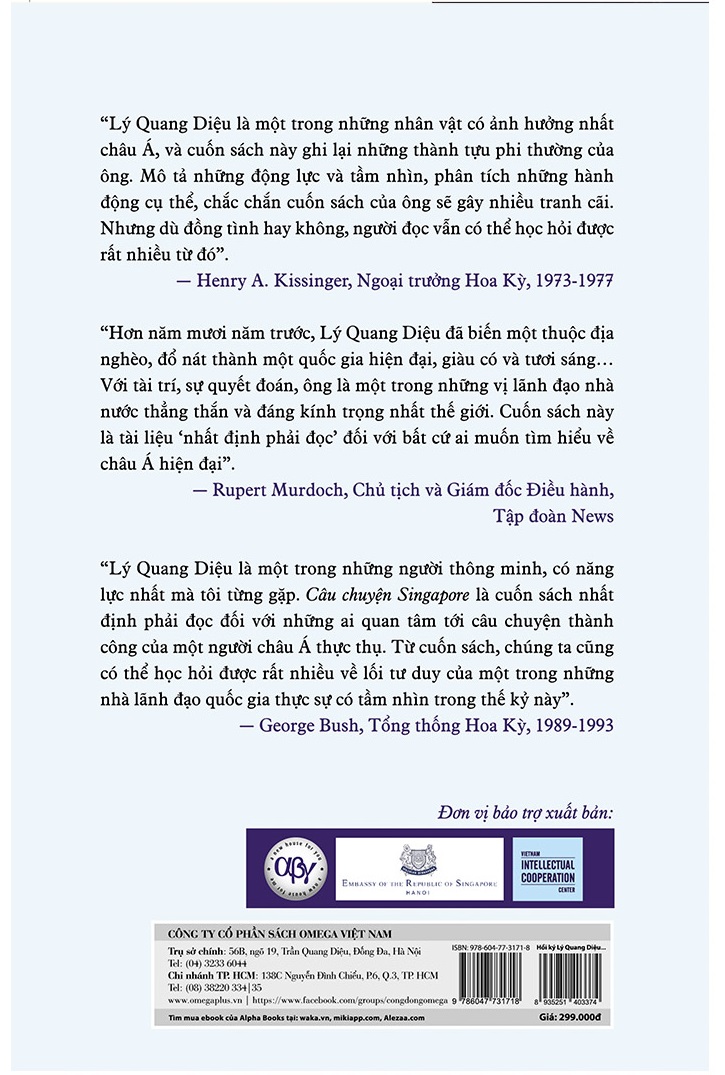 “Lý Quang Diệu là một trong những nhân vật có ảnh hưởng nhất
châu Á, và cuốn sách này ghi lại những thành tựu phi thường của
ông. Mô tả những động lực và tầm nhìn, phân tích những hành
động cụ thể, chắc chắn cuốn sách của ông sẽ gây nhiều tranh cãi.
Nhưng dù đồng tình hay không, người đọc vẫn có thể học hỏi được
rất nhiều từ đó”.
— Henry A. Kissinger, Ngoại trưởng Hoa Kỳ, 1973-1977
“Hơn năm mươi năm trước, Lý Quang Diệu đã biến một thuộc địa
nghèo, đổ nát thành một quốc gia hiện đại, giàu có và tươi sáng…
Với tài trí, sự quyết đoán, ông là một trong những vị lãnh đạo nhà
nước thẳng thắn và đáng kính trọng nhất thế giới. Cuốn sách này
là tài liệu ‘nhất định phải đọc’ đối với bất cứ ai muốn tìm hiểu về
châu Á hiện đại”.
— Rupert Murdoch, Chủ tịch và Giám đốc Điều hành,
Tập đoàn News
“Lý Quang Diệu là một trong những người thông minh, có năng
lực nhất mà tôi từng gặp. Câu chuyện Singapore là cuốn sách nhất
định phải đọc đối với những ai quan tâm tới câu chuyện thành
công của một người châu Á thực thụ. Từ cuốn sách, chúng ta cũng
có thể học hỏi được rất nhiều về lối tư duy của một trong những
nhà lãnh đạo quốc gia thực sự có tầm nhìn trong thế kỷ này”.
— George Bush, Tổng thống Hoa Kỳ, 1989-1993
Đơn vị bảo trợ xuất bản:
a new house for you
αβγ
a new house for me
EMBASSY OF THE REPUBLIC OF SINGAPORE
HANOI
VIETNAM
INTELLECTUAL
COOPERATION
CENTER
CÔNG TY CỔ PHẦN SÁCH OMEGA VIỆT NAM
Trụ sở chính: 56B, ngõ 19, Trần Quang Diệu, Đống Đa, Hà Nội
Tel: (04) 3233 6044
Chi nhánh TP. HCM: 138C Nguyễn Đình Chiểu, P.6, Q.3, TP. HCM
Tel: (08) 38220 334|35
www.omegaplus.vn | https://www.facebook.com/groups/congdongomega
Tìm mua ebook của Alpha Books tại: waka.vn, mikiapp.com, Alezaa.com
ISBN: 978-604-77-3171-8
9 786047 731718
Hồi ký Lý Quang Diệu...
8 935251 403374
Giá: 299.000đ